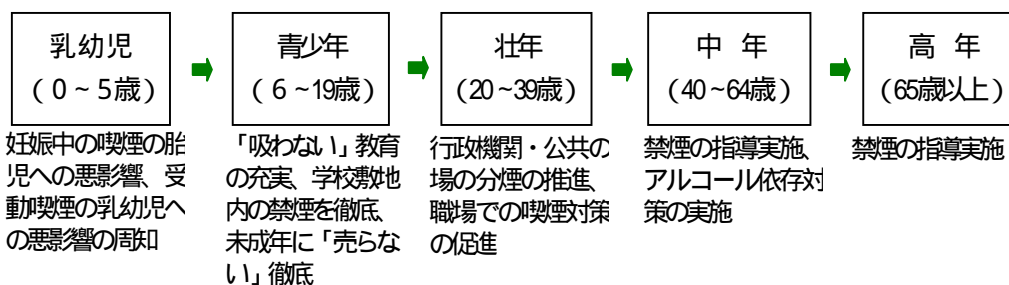 乳幼児
(0~5歳)
青少年
(6~19歳)
壮年
(20~39歳)
中 年
(40~64歳)
高 年
(65歳以上)
妊娠中の喫煙の胎
児への悪影響、受
動喫煙の乳幼児へ
の悪影響の周知
「吸わない」教育
の充実、学校敷地
内の禁煙を徹底、
未成年に「売らな
い」徹底
行政機関・公共の
場の分煙の推進、
職場での喫煙対策
の促進
禁煙の指導実施、
アルコール依存対
策の実施
禁煙の指導実施